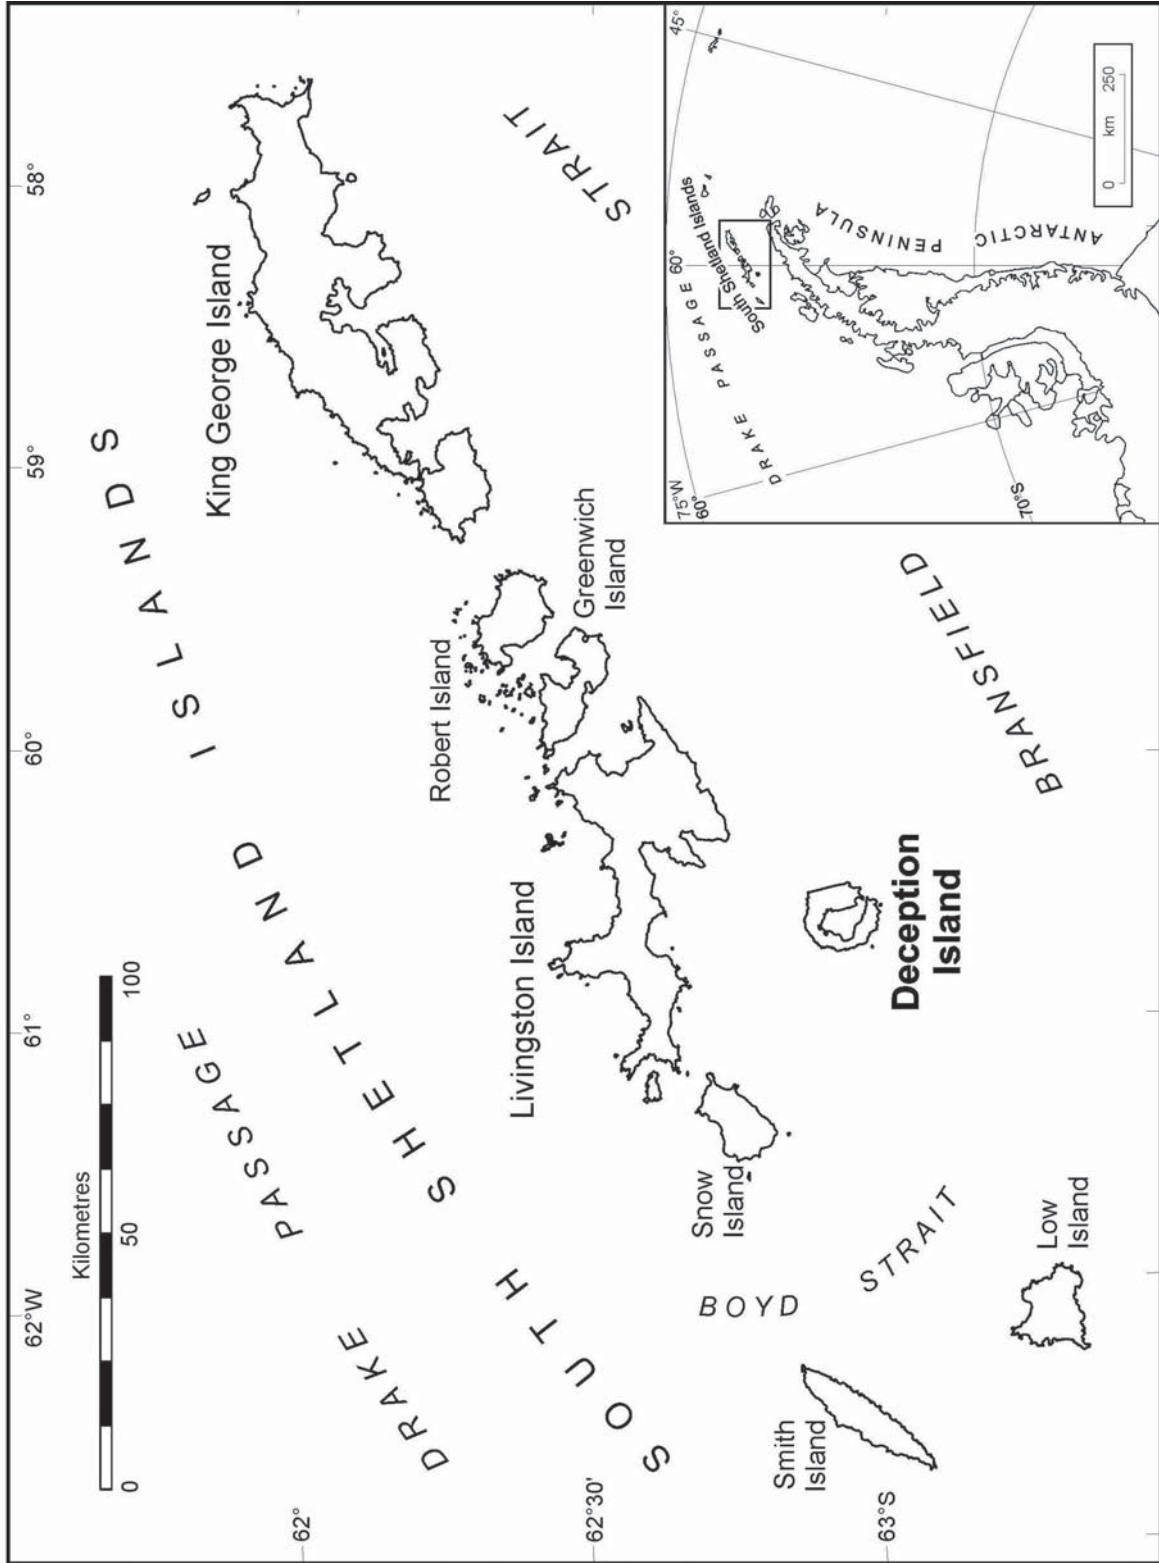 Kilometres
0
50
100
62°W
61°
60°
59°
58°
62°
62°30'
63°S
DRAKE PASSAGE
SOUTH SHETLAND ISLANDS
King George Island
Robert Island
Greenwich
Island
Livingston Island
Snow
Island
Smith
Island
Low
Island
Deception
Island
BOYD STRAIT
BRANSFIELD STRAIT
75°W
60°
60°
45°
70°S
DRAKE PASSAGE
South Shetland Islands
ANTARCTIC
PENINSULA
0 km 250